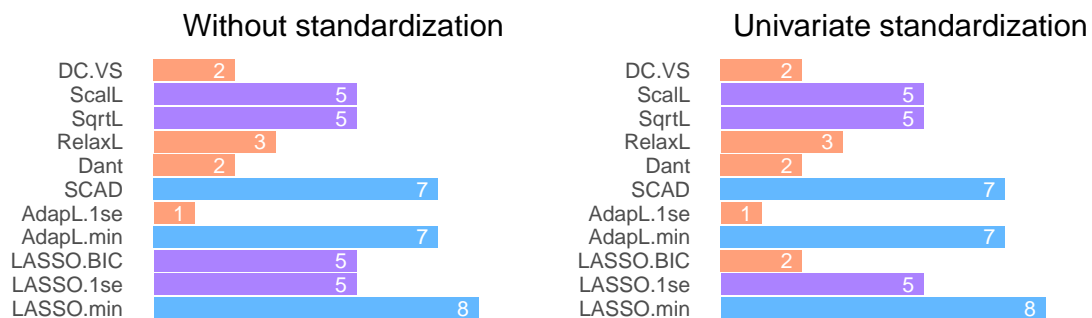 Without standardization
DC.VS 2
ScalL 5
SqrtL 5
RelaxL 3
Dant 2
SCAD 7
AdapL.1se 1
AdapL.min 7
LASSO.BIC 5
LASSO.1se 5
LASSO.min 8
Univariate standardization
DC.VS 2
ScalL 5
SqrtL 5
RelaxL 3
Dant 2
SCAD 7
AdapL.1se 1
AdapL.min 7
LASSO.BIC 2
LASSO.1se 5
LASSO.min 8